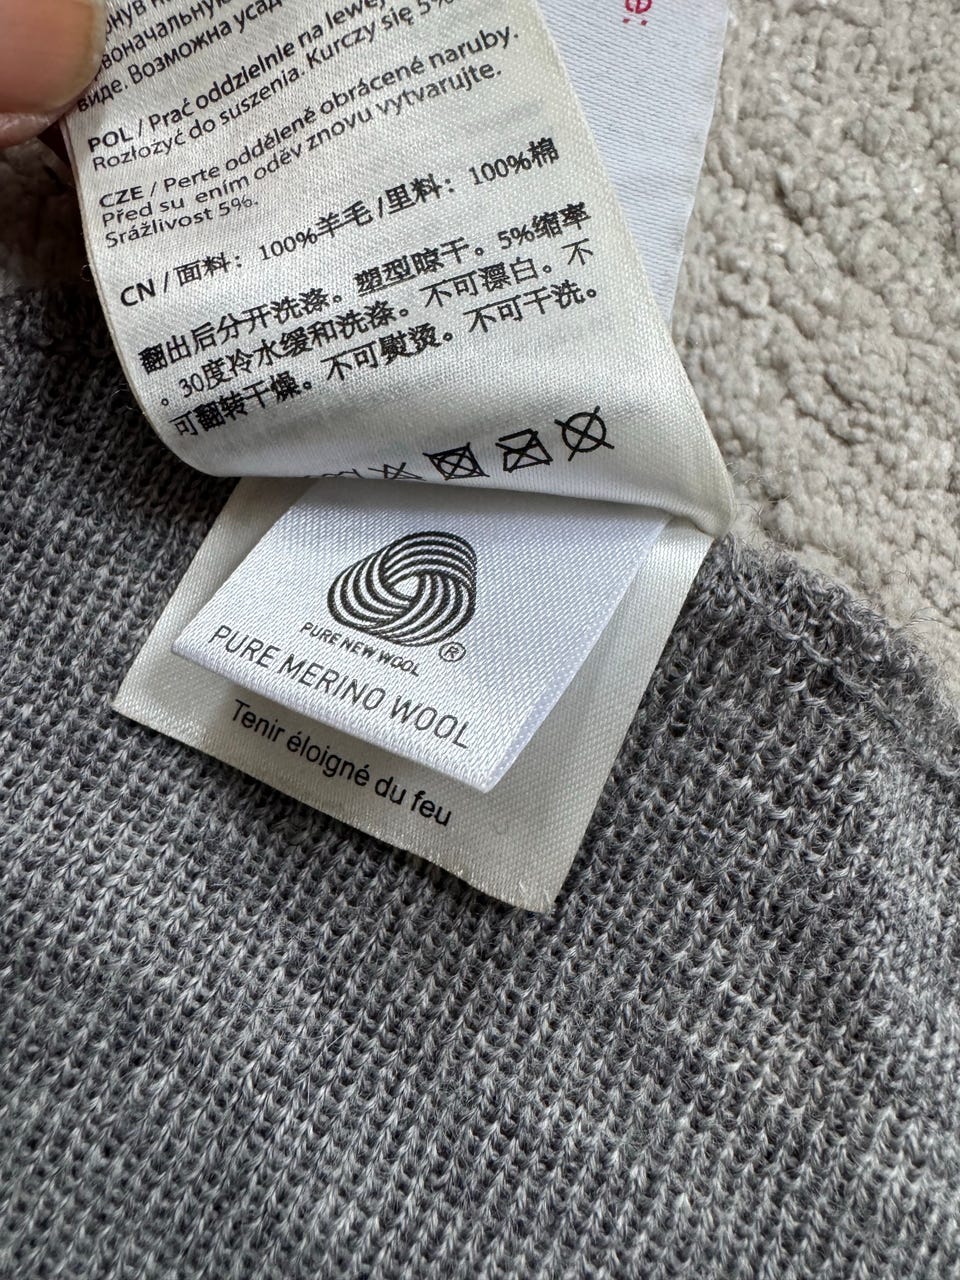 виде. Возможна
POL / Prać oddzielnie na lewej
Rozłożyć do suszenia. Kurczy się 5%
CZE / Perte oddělené obrácené naruby.
Před su ením oděv znovu vytvarujte.
Srážlivost 5%.
CN / 面料： 100%羊毛 /里料：100%棉
翻出后分开洗涤。塑型晾干。5%缩率
。30度冷水缓和洗涤。不可漂白。不
可翻转干燥。不可熨烫。不可干洗。
PURE NEW WOOL
®
PURE MERINO WOOL
Tenir éloigné du feu